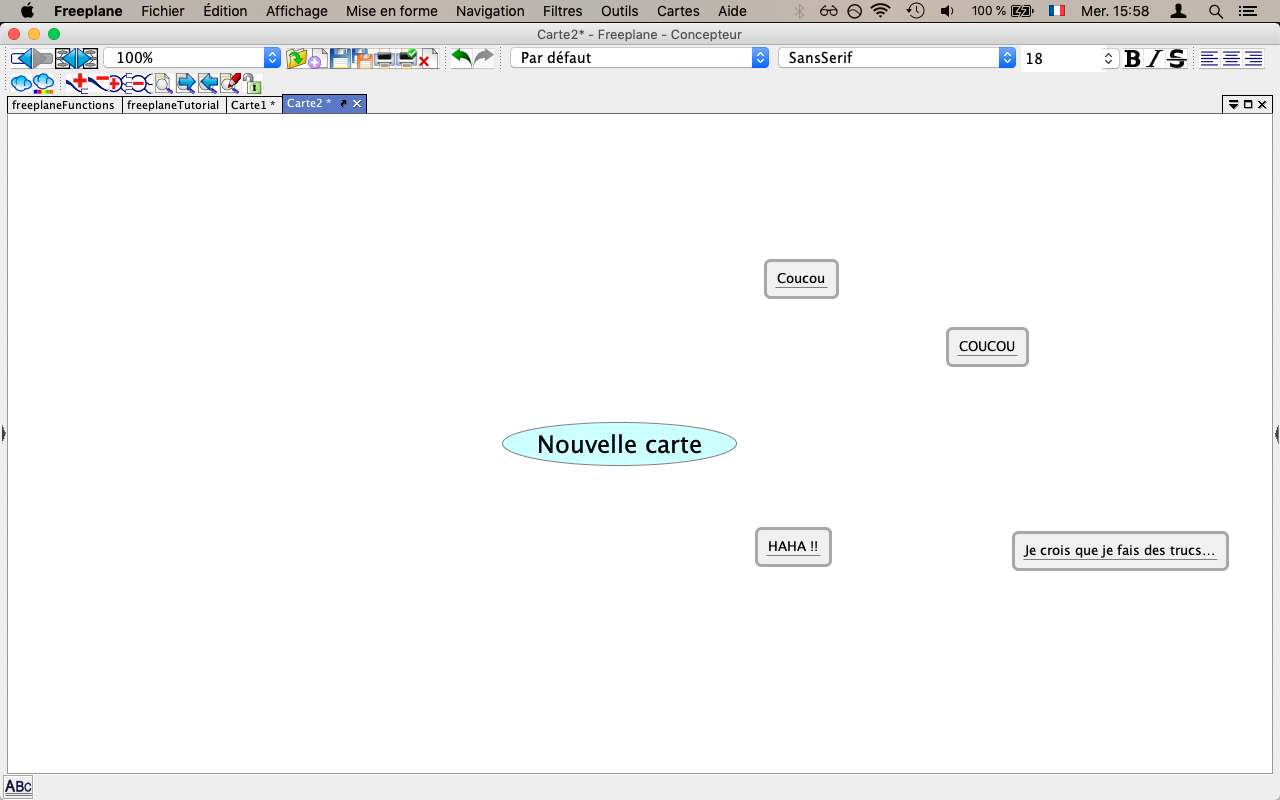 Freeplane Fichier Édition Affichage Mise en forme Navigation Filtres Outils Cartes Aide 100 % Mer. 15:58
Carte2* - Freeplane - Concepteur
100% Par défaut SansSerif 18 B I S
freeplaneFunctions freeplaneTutorial Carte1 * Carte2 *
Coucou
COUCOU
Nouvelle carte
HAHA !!
Je crois que je fais des trucs...
ABC